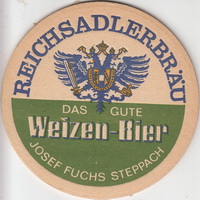 REICHSADLERBRÄU
DAS GUTE
Weizen-Bier
JOSEF FUCHS STEPPACH